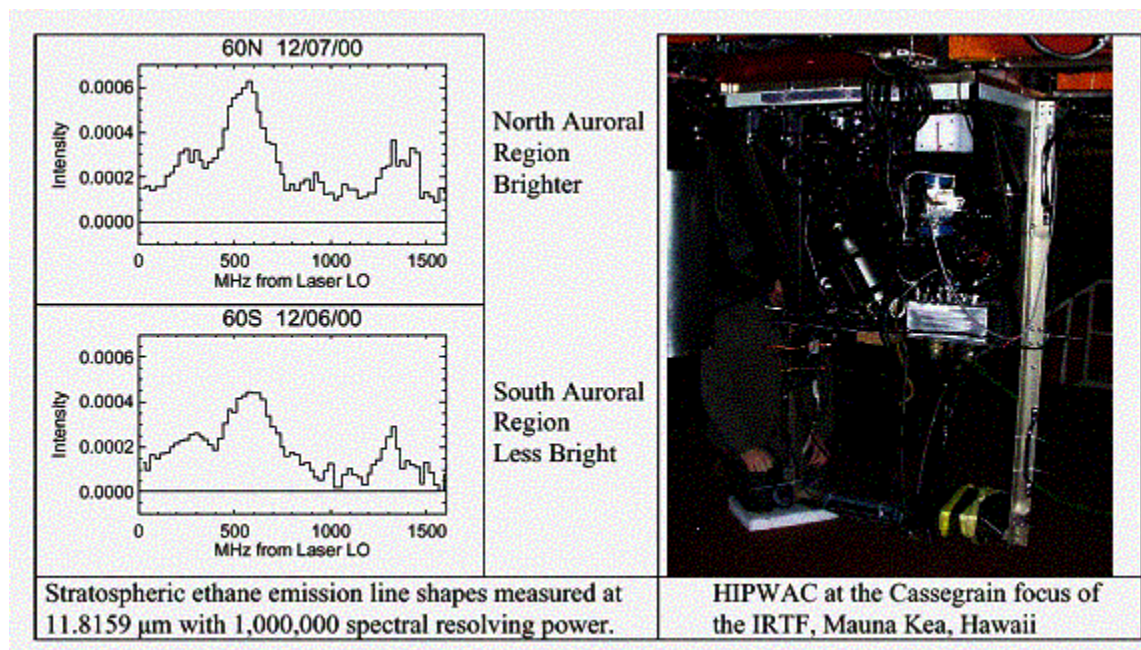 60N 12/07/00
0.0006
0.0004
0.0002
0.0000
Intensity
0 500 1000 1500
MHz from Laser LO
North Auroral
Region
Brighter
60S 12/06/00
0.0006
0.0004
0.0002
0.0000
Intensity
0 500 1000 1500
MHz from Laser LO
South Auroral
Region
Less Bright
Stratospheric ethane emission line shapes measured at
11.8159 μm with 1,000,000 spectral resolving power.
HIPWAC at the Cassegrain focus of
the IRTF, Mauna Kea, Hawaii